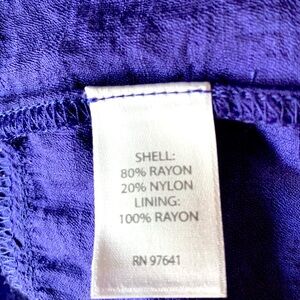 SHELL:
80% RAYON
20% NYLON
LINING:
100% RAYON
RN 97641